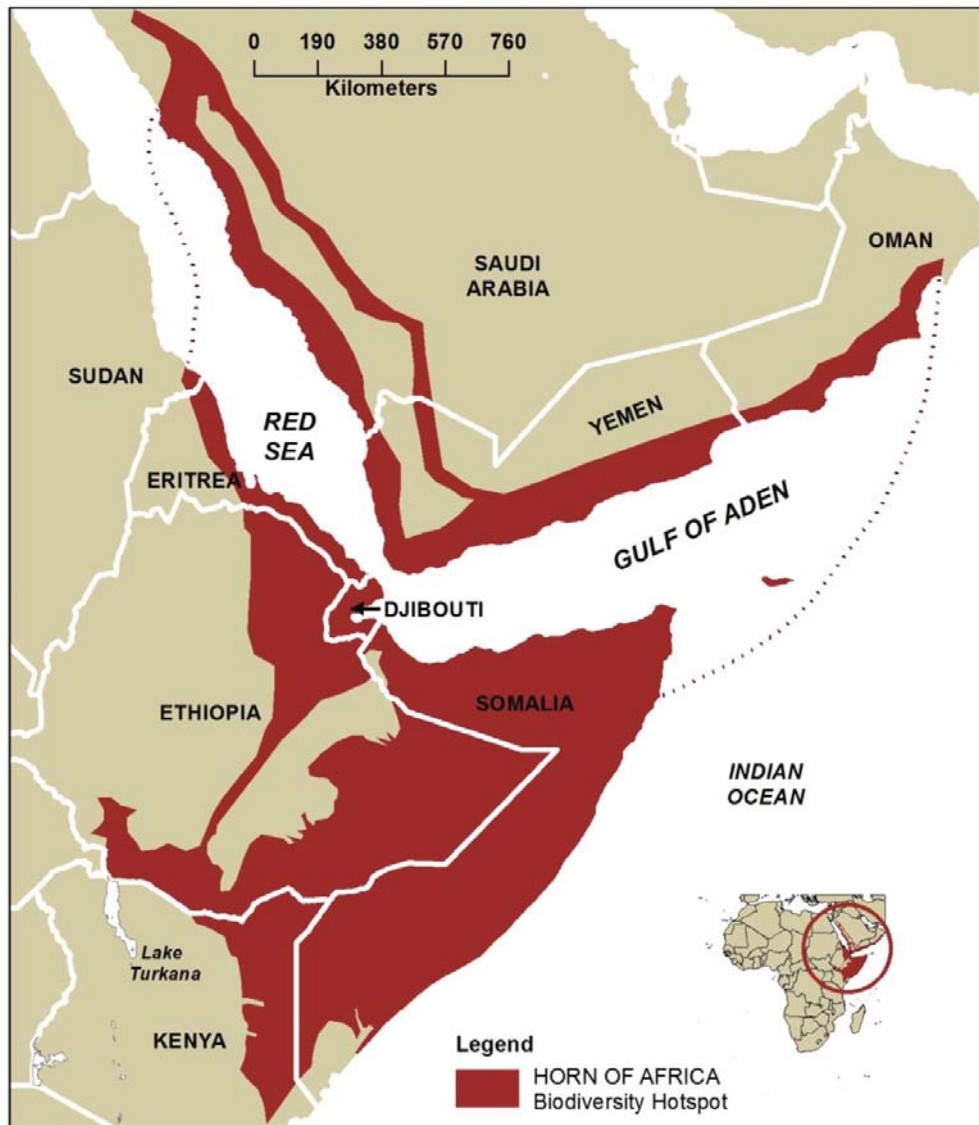 0 190 380 570 760
Kilometers
SAUDI
ARABIA
OMAN
SUDAN
RED
SEA
YEMEN
ERITREA
GULF OF ADEN
DJIBOUTI
ETHIOPIA
SOMALIA
INDIAN
OCEAN
Lake
Turkana
KENYA
Legend
HORN OF AFRICA
Biodiversity Hotspot